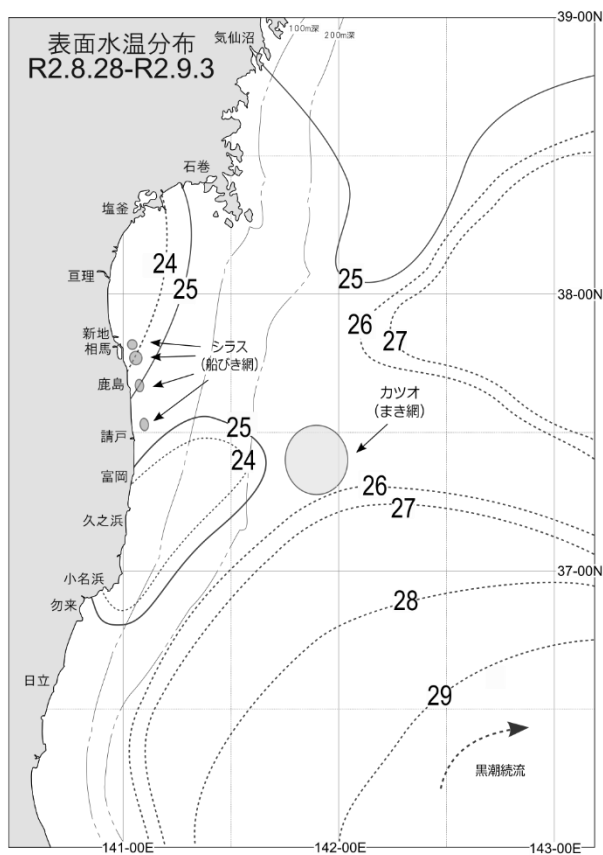 表面水温分布
R2.8.28-R2.9.3
気仙沼
100m深
200m深
39-00N
石巻
塩釜
24
25
亘理
25
38-00N
新地
相馬
シラス
(船びき網)
26
27
鹿島
カツオ
(まき網)
請戸
25
24
富岡
26
27
久之浜
小名浜
37-00N
勿来
28
日立
29
黒潮続流
141-00E
142-00E
143-00E